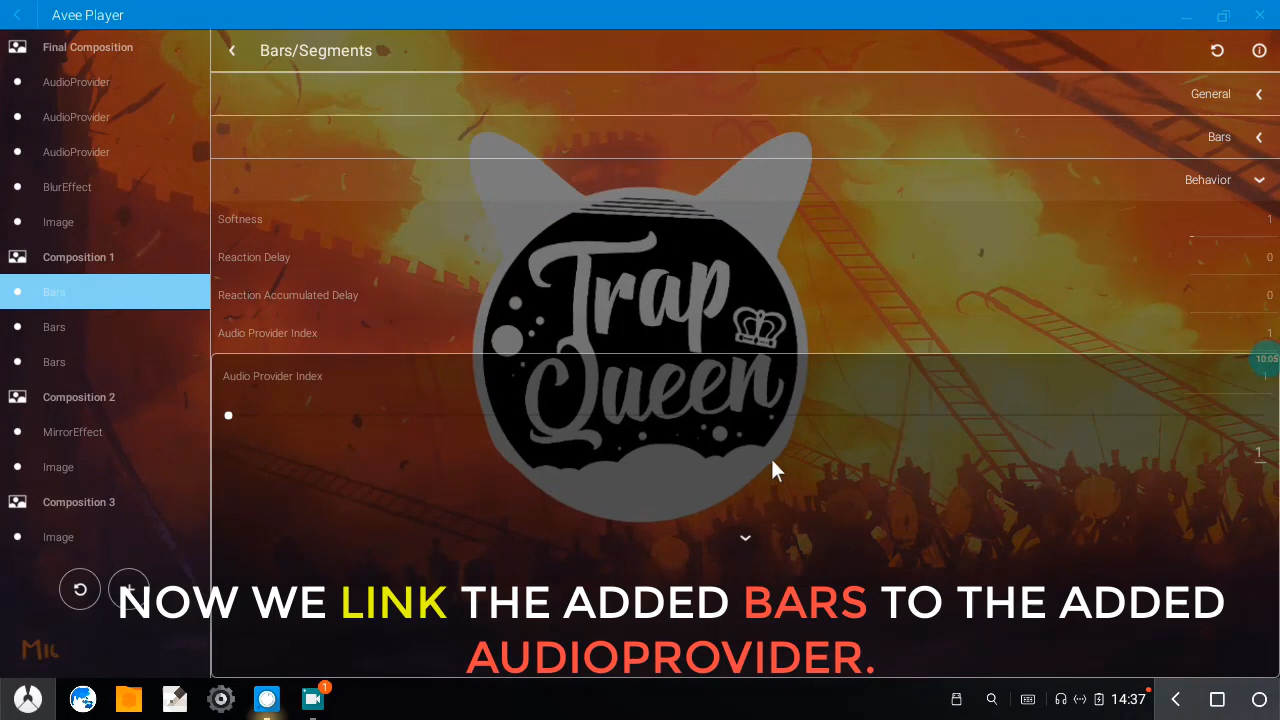 Avee Player
Final Composition
AudioProvider
AudioProvider
AudioProvider
BlurEffect
Image
Composition 1
Bars
Bars
Bars
Composition 2
MirrorEffect
Image
Composition 3
Image
Bars/Segments
General
Bars
Behavior
Softness 1
Reaction Delay 0
Reaction Accumulated Delay 0
Audio Provider Index 1
Audio Provider Index 1
1
10:05
Trap
Queen
NOW WE LINK THE ADDED BARS TO THE ADDED
AUDIOPROVIDER.
1
14:37